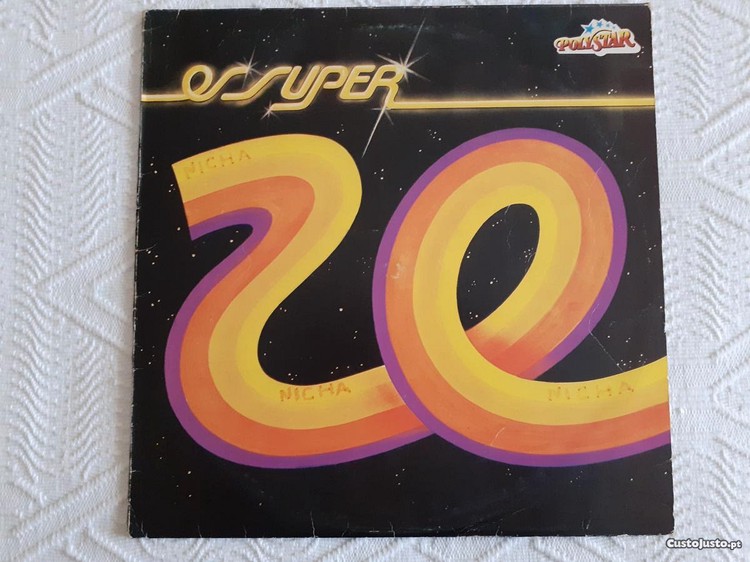 POLYSTAR
os super
20
NICHA
NICHA
NICHA
CustoJusto.pt